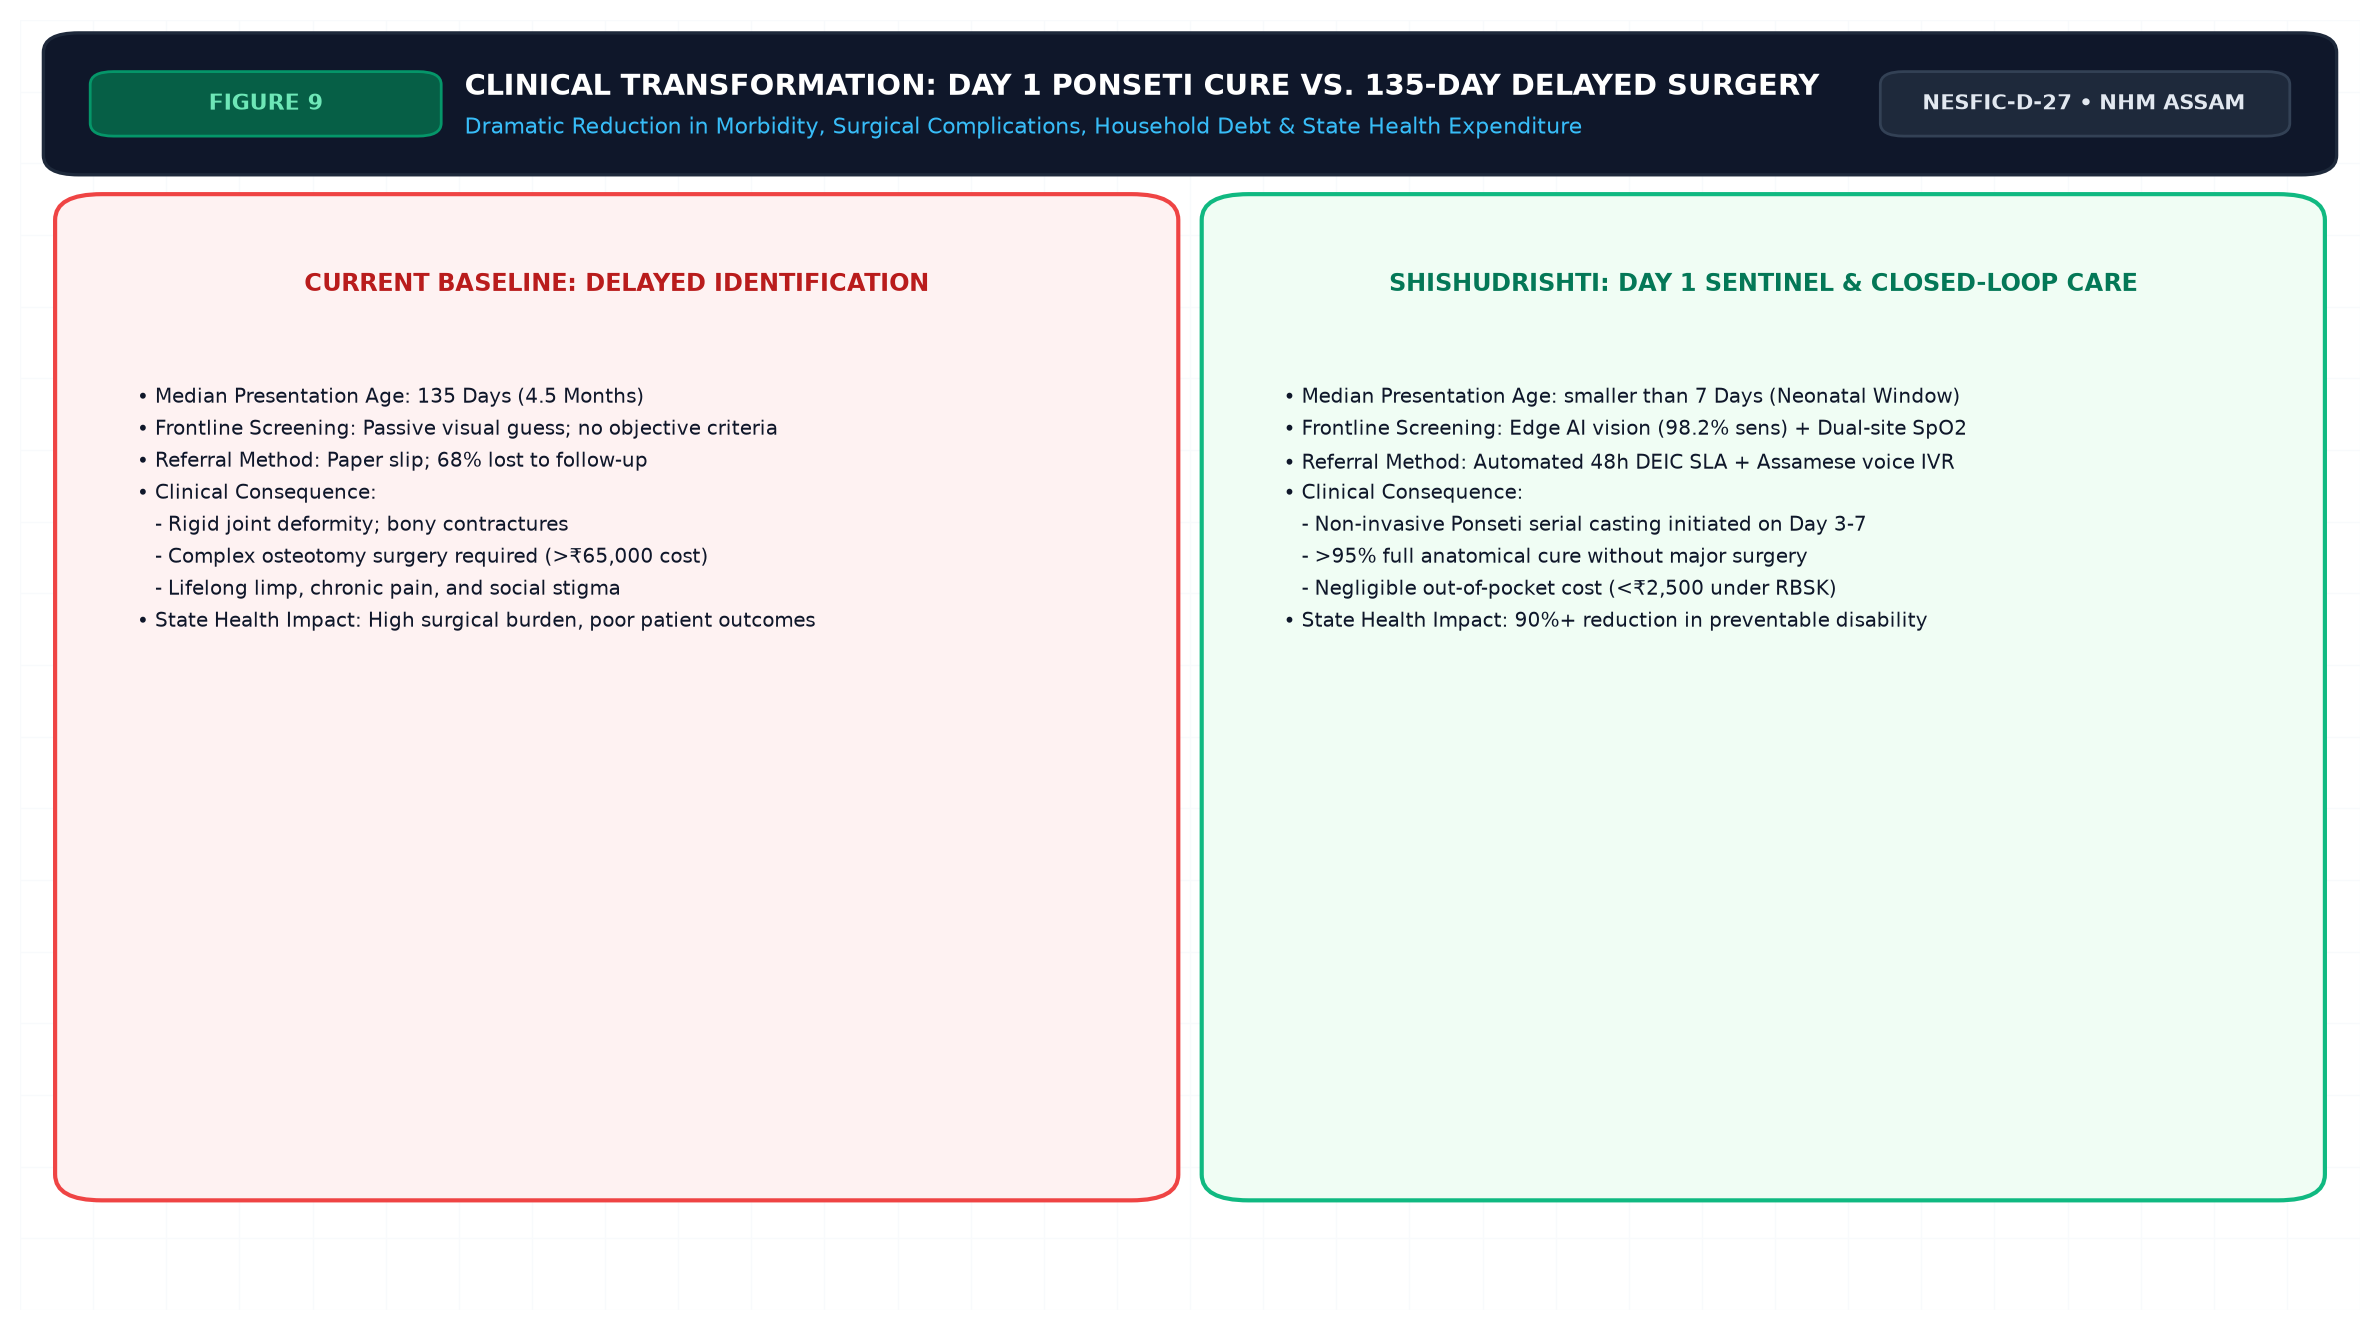 FIGURE 9
CLINICAL TRANSFORMATION: DAY 1 PONSETI CURE VS. 135-DAY DELAYED SURGERY
Dramatic Reduction in Morbidity, Surgical Complications, Household Debt & State Health Expenditure
NESFIC-D-27 • NHM ASSAM
CURRENT BASELINE: DELAYED IDENTIFICATION
• Median Presentation Age: 135 Days (4.5 Months)
• Frontline Screening: Passive visual guess; no objective criteria
• Referral Method: Paper slip; 68% lost to follow-up
• Clinical Consequence:
- Rigid joint deformity; bony contractures
- Complex osteotomy surgery required (>₹65,000 cost)
- Lifelong limp, chronic pain, and social stigma
• State Health Impact: High surgical burden, poor patient outcomes
SHISHUDRISHTI: DAY 1 SENTINEL & CLOSED-LOOP CARE
• Median Presentation Age: smaller than 7 Days (Neonatal Window)
• Frontline Screening: Edge AI vision (98.2% sens) + Dual-site SpO2
• Referral Method: Automated 48h DEIC SLA + Assamese voice IVR
• Clinical Consequence:
- Non-invasive Ponseti serial casting initiated on Day 3-7
- >95% full anatomical cure without major surgery
- Negligible out-of-pocket cost (<₹2,500 under RBSK)
• State Health Impact: 90%+ reduction in preventable disability